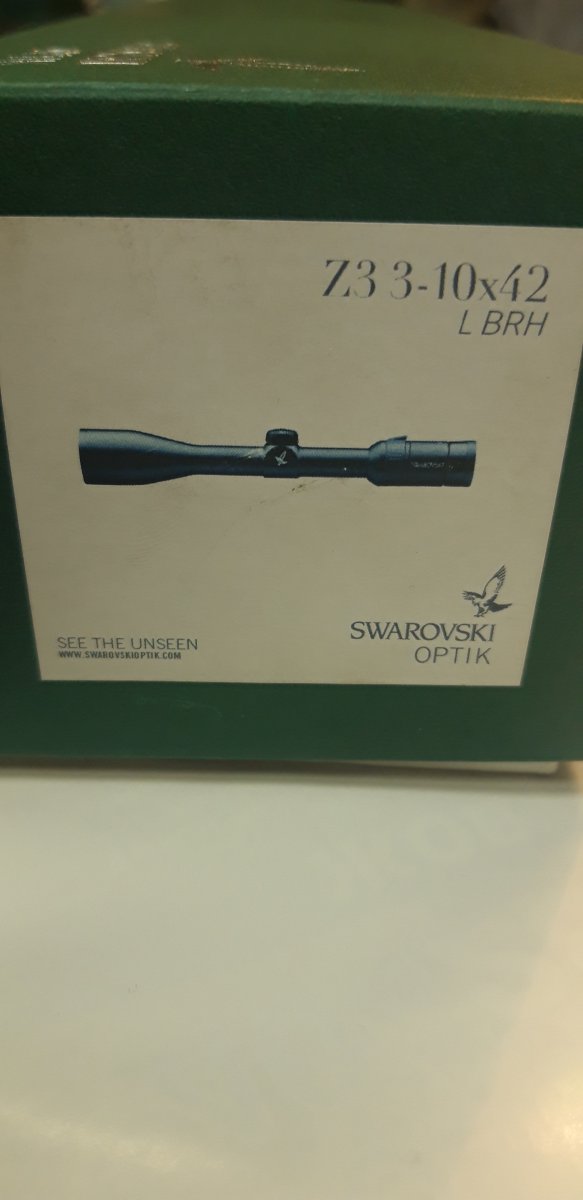 Z3 3-10x42
L BRH
SEE THE UNSEEN
WWW.SWAROVSKIOPTIK.COM
SWAROVSKI
OPTIK